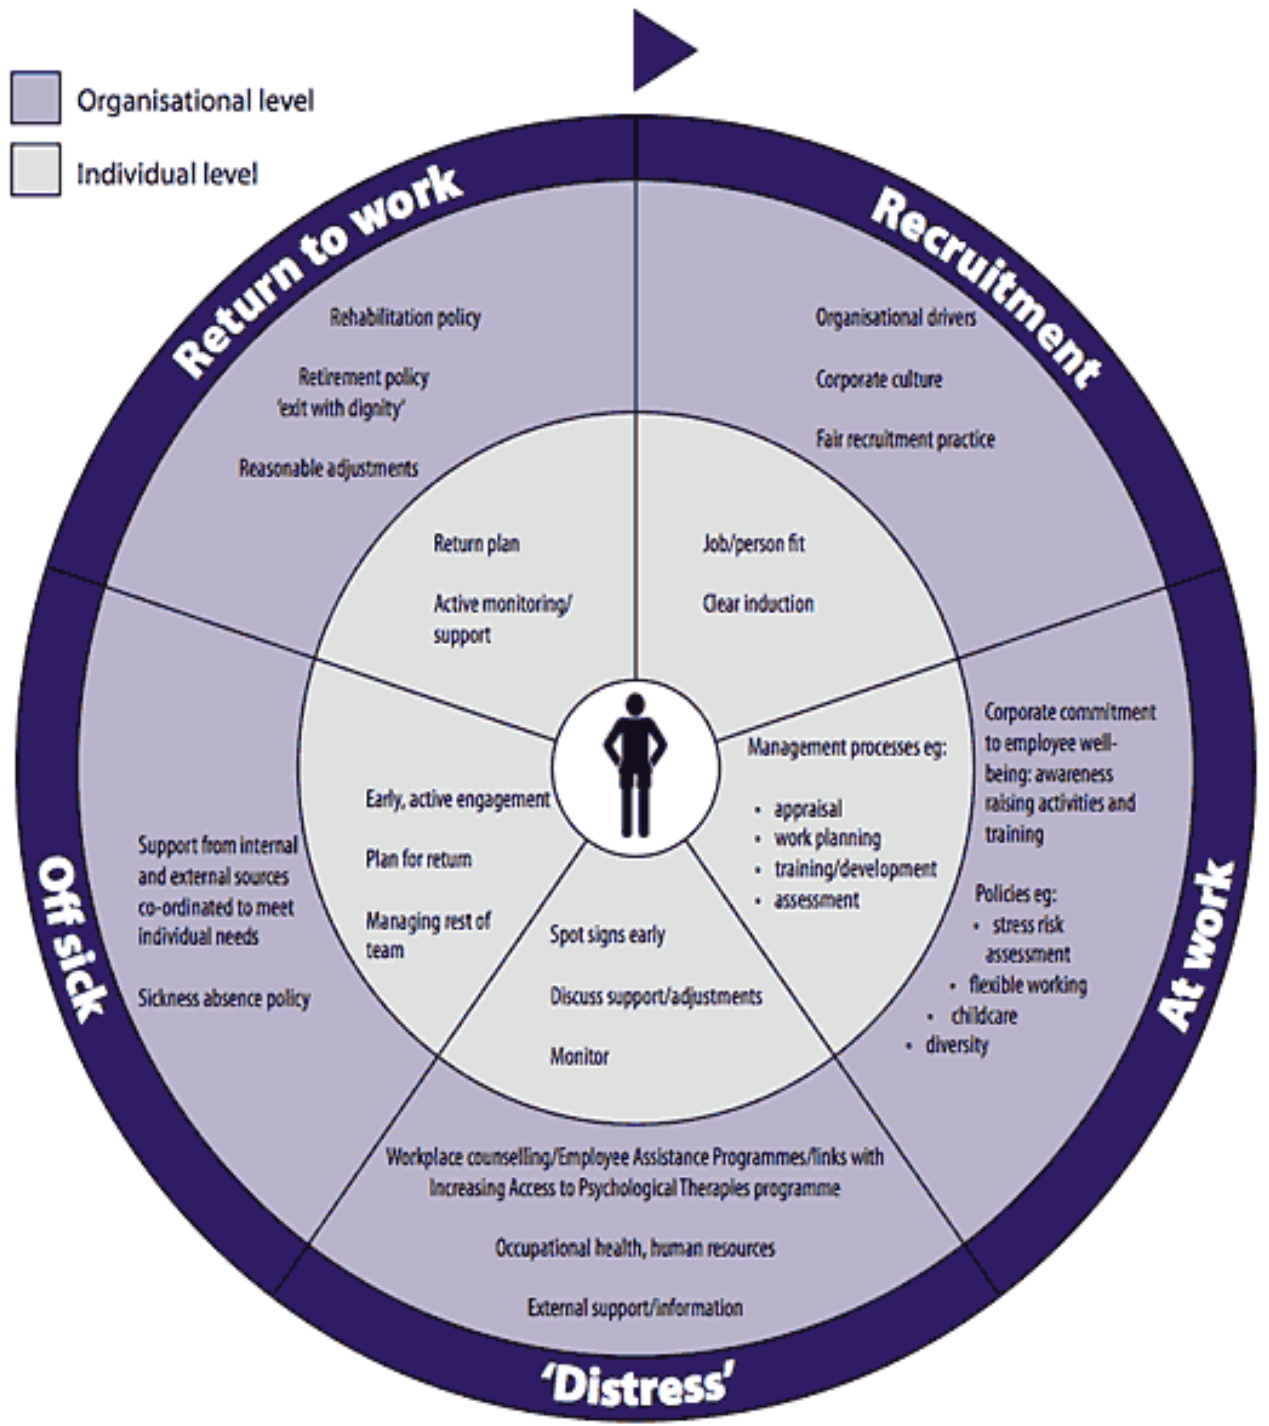 Organisational level
Individual level
Return to work
Recruitment
Rehabilitation policy
Retirement policy
'exit with dignity'
Reasonable adjustments
Organisational drivers
Corporate culture
Fair recruitment practice
Return plan
Active monitoring/
support
Job/person fit
Clear induction
Corporate commitment
to employee well-
being: awareness
raising activities and
training
Policies eg:
• stress risk
assessment
• flexible working
• childcare
• diversity
At work
Management processes eg:
• appraisal
• work planning
• training/development
• assessment
Early, active engagement
Plan for return
Managing rest of
team
Support from internal
and external sources
co-ordinated to meet
individual needs
Sickness absence policy
Off sick
Spot signs early
Discuss support/adjustments
Monitor
Workplace counselling/Employee Assistance Programmes/links with
Increasing Access to Psychological Therapies programme
Occupational health, human resources
External support/information
'Distress'